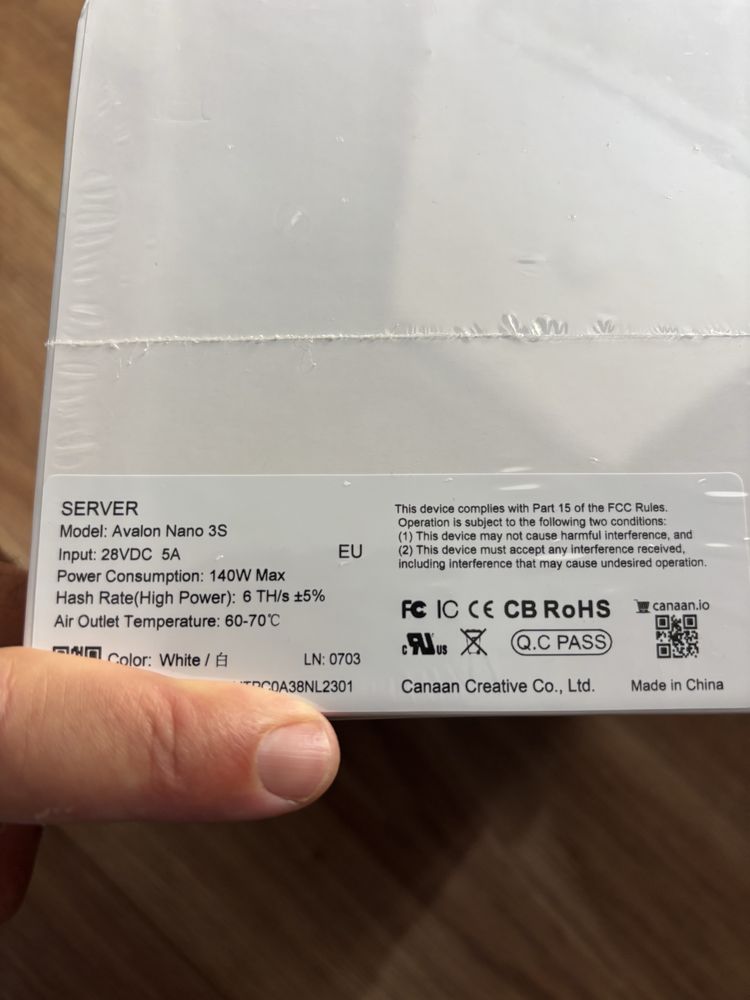 SERVER
Model: Avalon Nano 3S
Input: 28VDC 5A
EU
Power Consumption: 140W Max
Hash Rate(High Power): 6 TH/s ±5%
Air Outlet Temperature: 60-70℃
Color: White / 白
LN: 0703
C0A38NL2301
This device complies with Part 15 of the FCC Rules.
Operation is subject to the following two conditions:
(1) This device may not cause harmful interference, and
(2) This device must accept any interference received,
including interference that may cause undesired operation.
FC IC CE CB RoHS
canaan.io
c RU us
Q.C PASS
Canaan Creative Co., Ltd.
Made in China